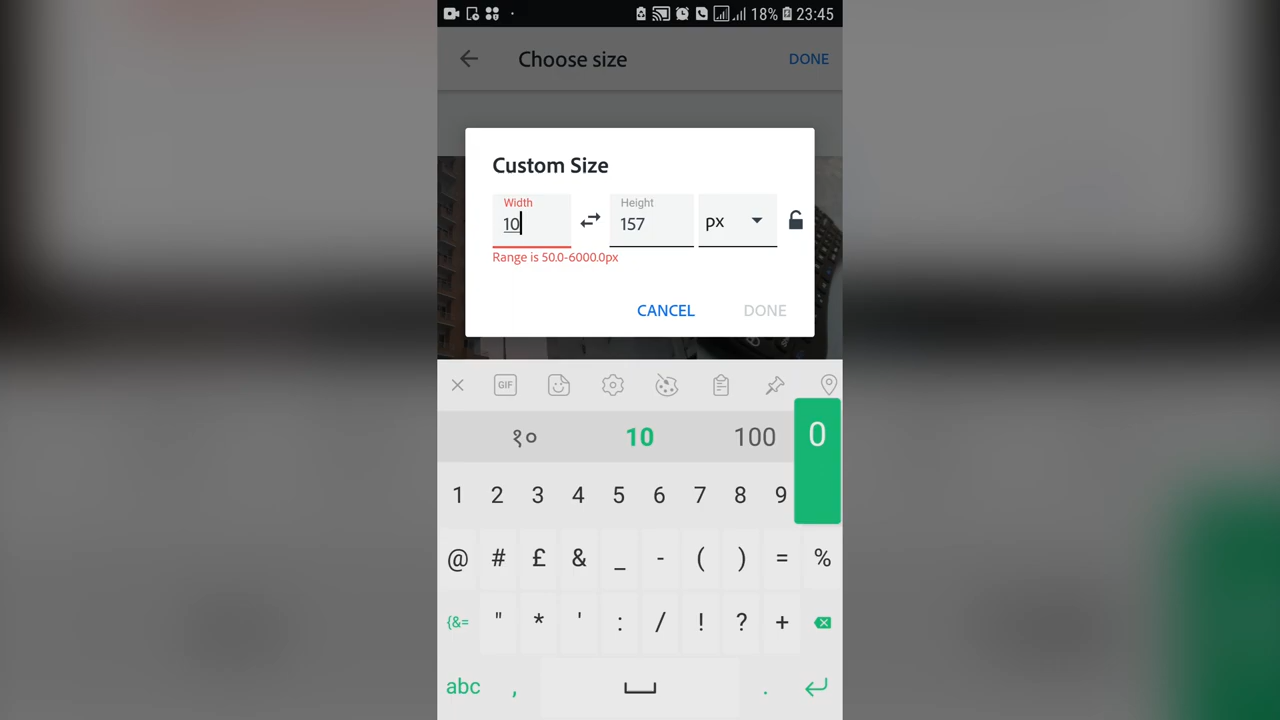 18% 23:45
Choose size DONE
Custom Size
Width Height
10 157 px
Range is 50.0-6000.0px
CANCEL DONE
GIF
१० 10 100 0
1 2 3 4 5 6 7 8 9
@ # £ & _ - ( ) = %
{&= " * ' : / ! ? +
abc , .